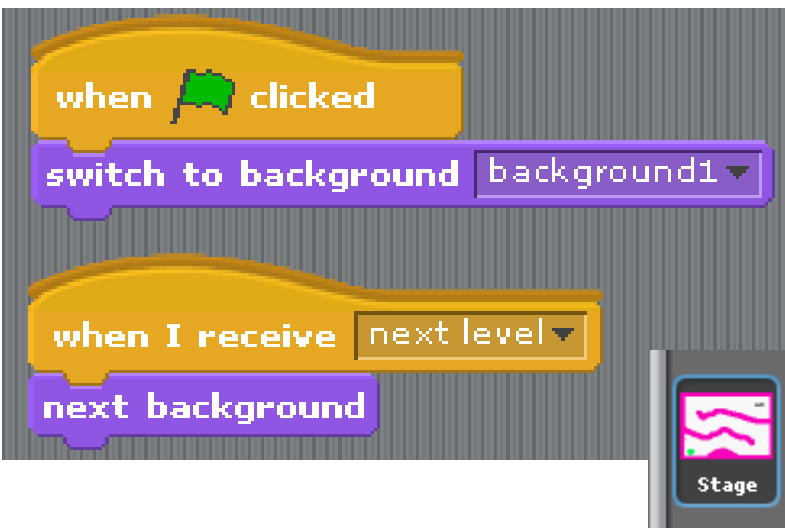 when clicked
switch to background background1
when I receive next level
next background
Stage